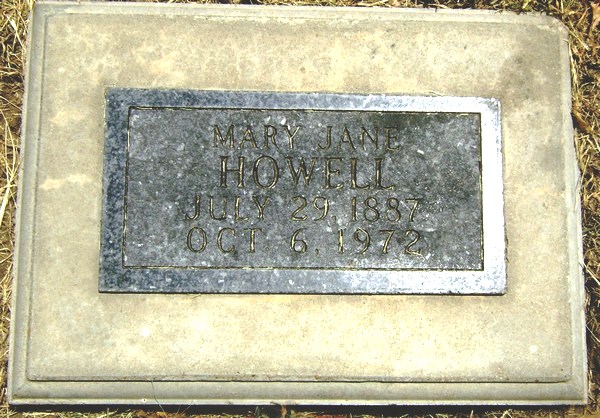 MARY JANE
HOWELL
JULY 29, 1887
OCT 6, 1972